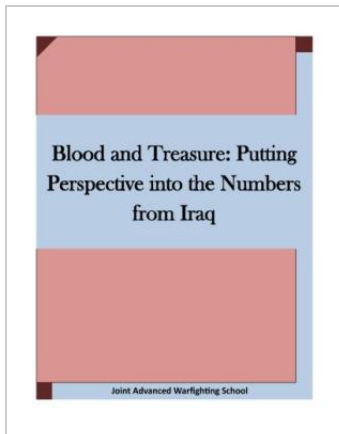 Blood and Treasure: Putting
Perspective into the Numbers
from Iraq
Joint Advanced Warfighting School